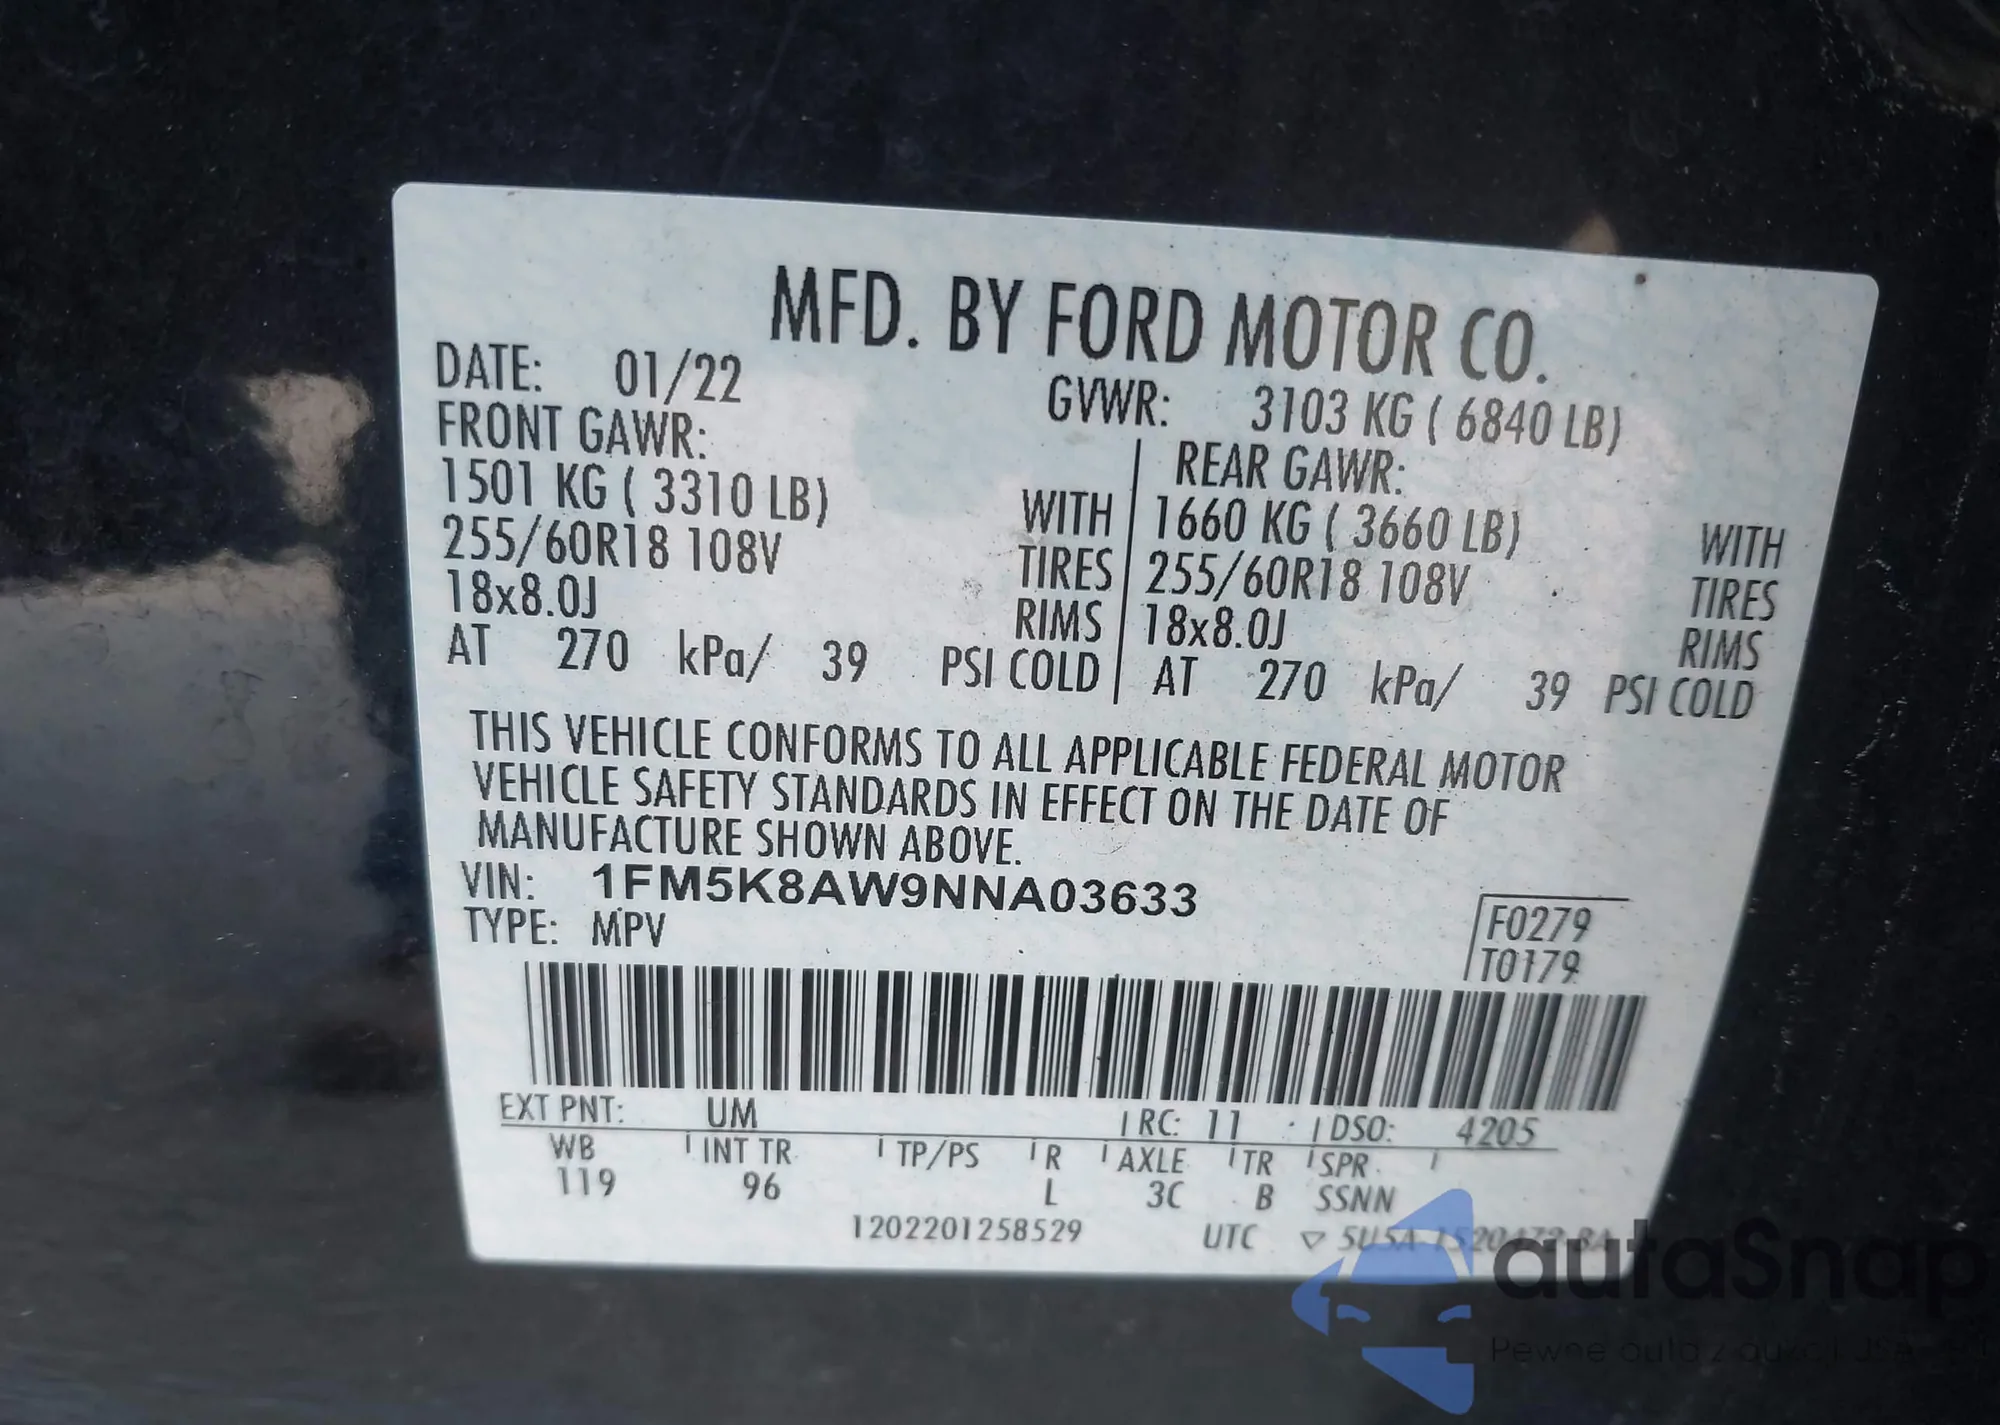 MFD. BY FORD MOTOR CO.
DATE: 01/22 GVWR: 3103 KG ( 6840 LB)
FRONT GAWR: REAR GAWR:
1501 KG ( 3310 LB) WITH 1660 KG ( 3660 LB) WITH
255/60R18 108V TIRES 255/60R18 108V TIRES
18x8.0J RIMS 18x8.0J RIMS
AT 270 kPa/ 39 PSI COLD AT 270 kPa/ 39 PSI COLD
THIS VEHICLE CONFORMS TO ALL APPLICABLE FEDERAL MOTOR
VEHICLE SAFETY STANDARDS IN EFFECT ON THE DATE OF
MANUFACTURE SHOWN ABOVE.
VIN: 1FM5K8AW9NNA03633
TYPE: MPV
F0279
T0179
EXT PNT: UM RC: 11 DSO: 4205
WB INT TR TP/PS R AXLE TR SPR
119 96 L 3C B SSNN
1202201258529 UTC
autaSnap
Pewne auta z aukcji USA